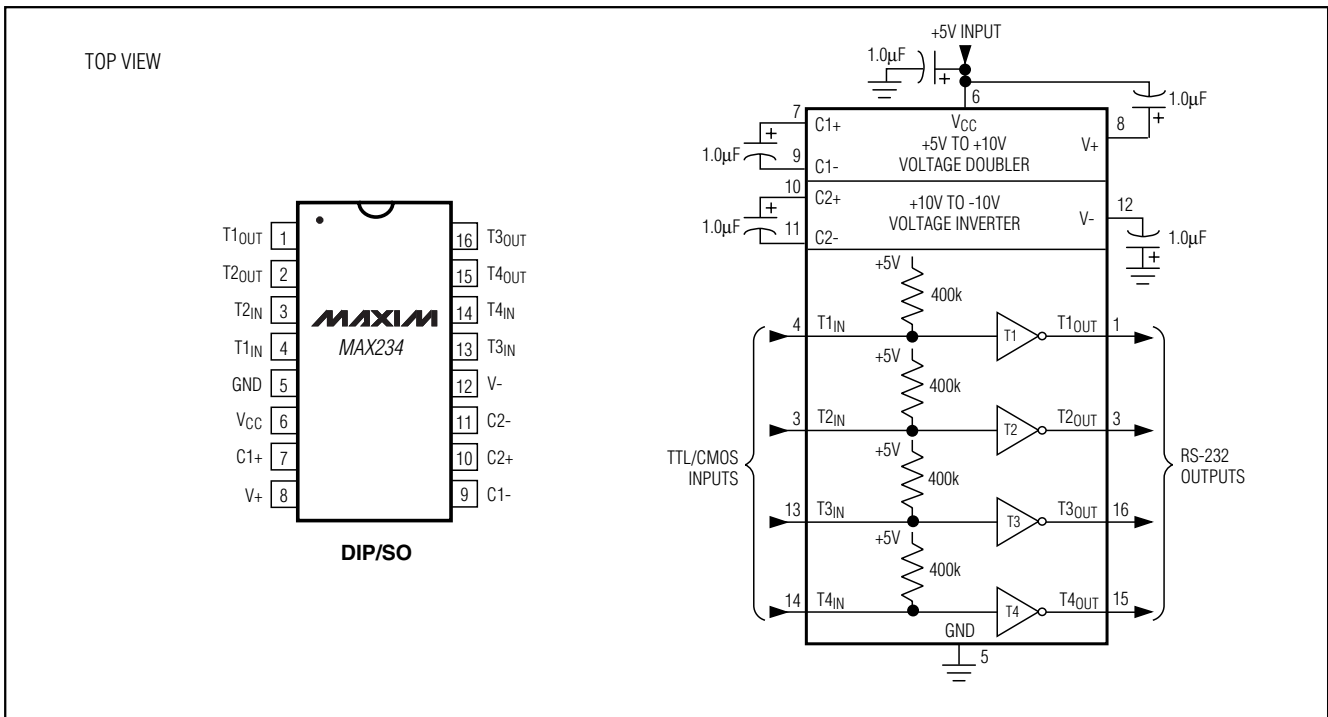 TOP VIEW
T1OUT 1
T2OUT 2
T2IN 3
T1IN 4
GND 5
VCC 6
C1+ 7
V+ 8
16 T3OUT
15 T4OUT
14 T4IN
13 T3IN
12 V-
11 C2-
10 C2+
9 C1-
MAXIM
MAX234
DIP/SO
+5V INPUT
1.0µF
+
6
1.0µF
+
8
7
C1+
+
1.0µF
9
C1-
VCC
+5V TO +10V
VOLTAGE DOUBLER
V+
10
C2+
+
1.0µF
11
C2-
+10V TO -10V
VOLTAGE INVERTER
V-
12
1.0µF
+
+5V
400k
4 T1IN
T1
T1OUT 1
+5V
400k
3 T2IN
T2
T2OUT 3
TTL/CMOS
INPUTS
RS-232
OUTPUTS
+5V
400k
13 T3IN
T3
T3OUT 16
+5V
400k
14 T4IN
T4
T4OUT 15
GND
5